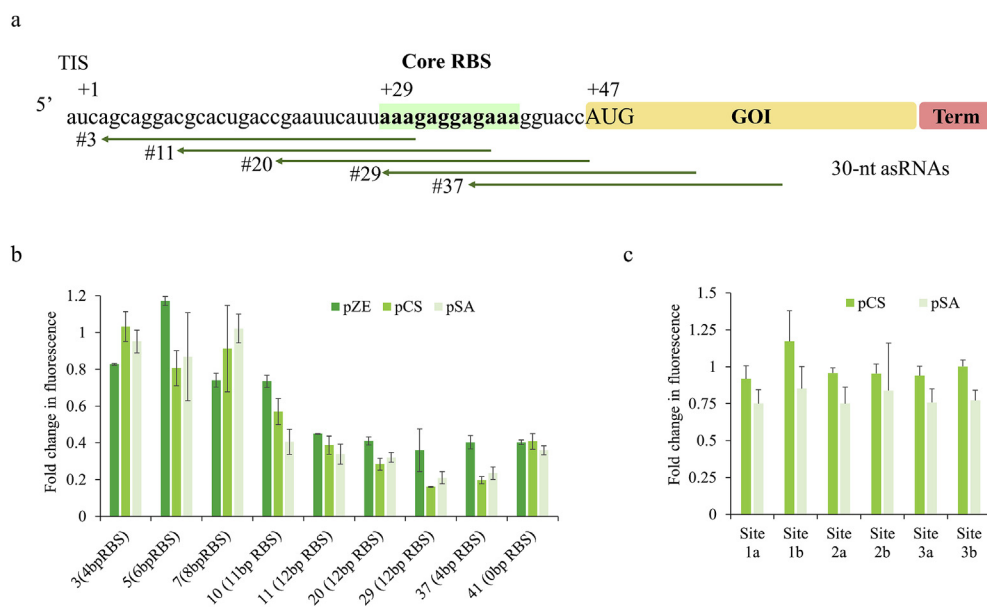 a
TIS
Core RBS
+1
+29
+47
5’
aucagcaggacgcacugaccgaauucauuaaagaggagaaagguaccAUG
GOI
Term
#3
#11
#20
#29
#37
30-nt asRNAs
b
Fold change in fluorescence
1.2
1
0.8
0.6
0.4
0.2
0
pZE
pCS
pSA
3(4bpRBS)
5(6bpRBS)
7(8bpRBS)
10 (11bp RBS)
11 (12bp RBS)
20 (12bp RBS)
29 (12bp RBS)
37 (4bp RBS)
41 (0bp RBS)
c
Fold change in fluorescence
1.5
1.25
1
0.75
0.5
0.25
0
pCS
pSA
Site 1a
Site 1b
Site 2a
Site 2b
Site 3a
Site 3b